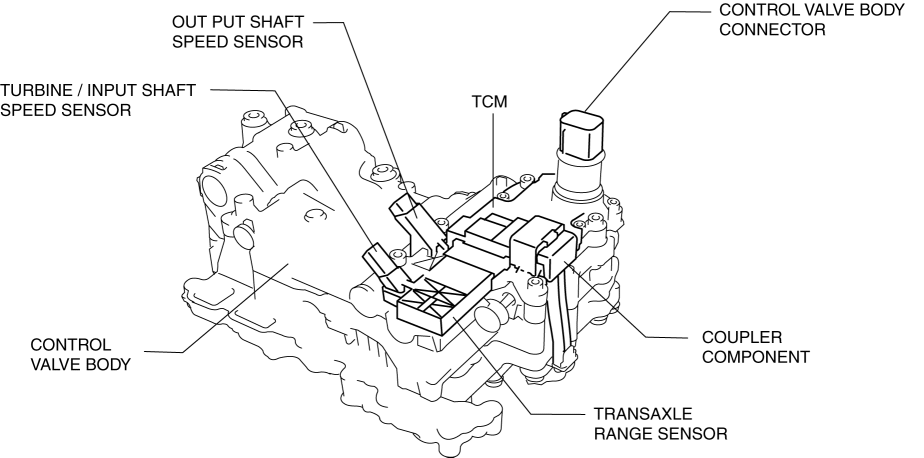 CONTROL VALVE BODY
CONNECTOR
OUT PUT SHAFT
SPEED SENSOR
TURBINE / INPUT SHAFT
SPEED SENSOR
TCM
CONTROL
VALVE BODY
COUPLER
COMPONENT
TRANSAXLE
RANGE SENSOR